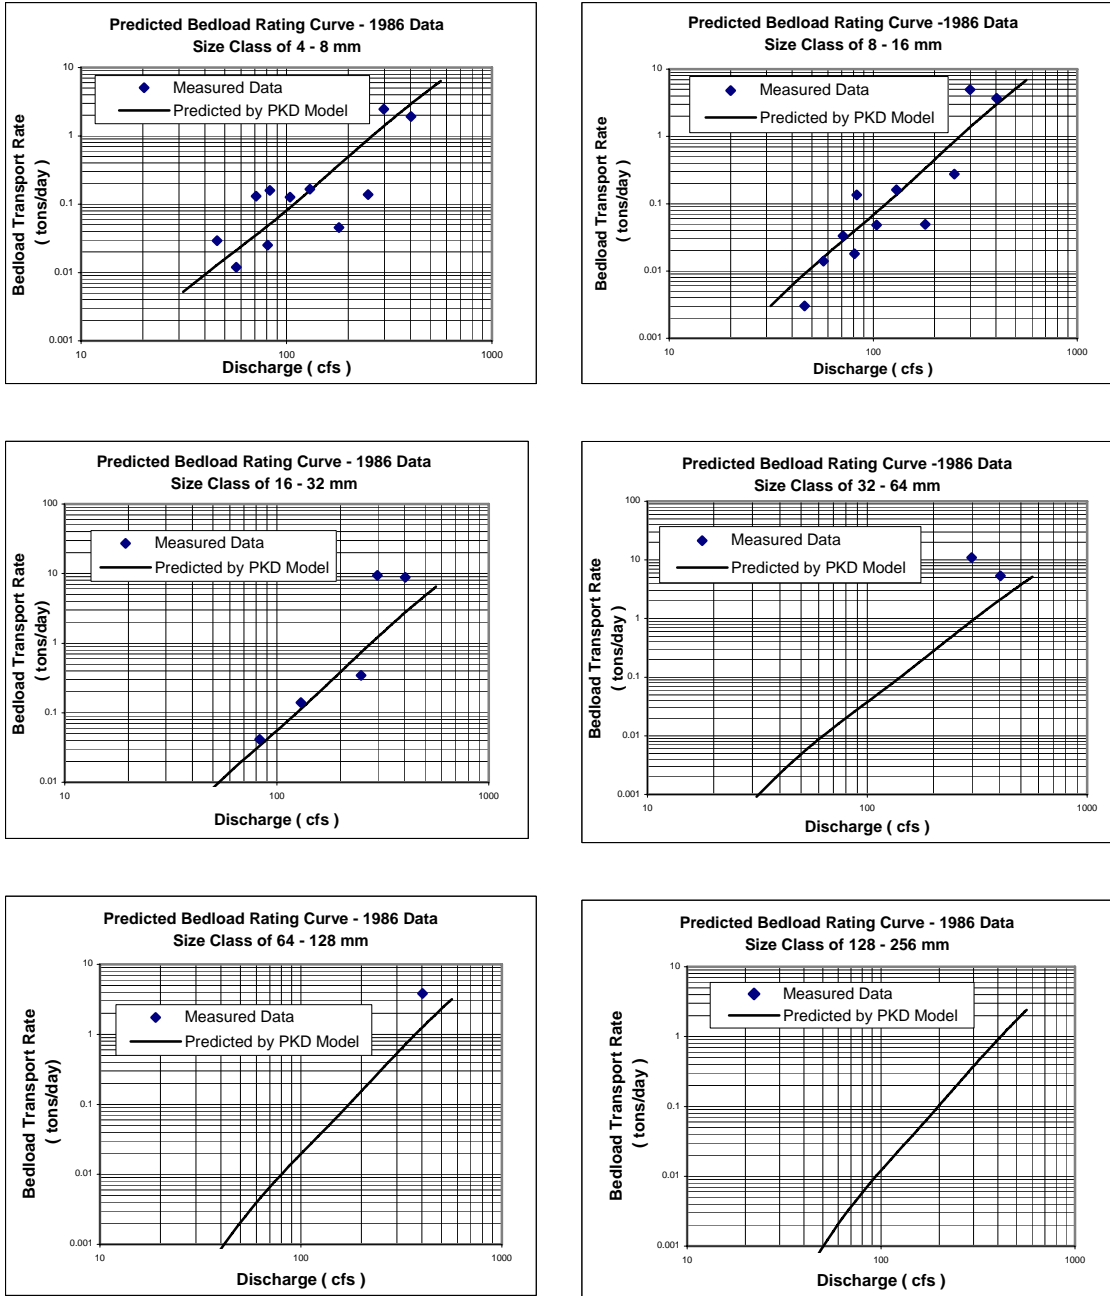 Predicted Bedload Rating Curve - 1986 Data
Size Class of 4 - 8 mm
Measured Data
Predicted by PKD Model
Bedload Transport Rate
( tons/day )
10
1
0.1
0.01
0.001
10
100
1000
Discharge ( cfs )
Predicted Bedload Rating Curve -1986 Data
Size Class of 8 - 16 mm
Measured Data
Predicted by PKD Model
Bedload Transport Rate
( tons/day )
10
1
0.1
0.01
0.001
10
100
1000
Discharge ( cfs )
Predicted Bedload Rating Curve - 1986 Data
Size Class of 16 - 32 mm
Measured Data
Predicted by PKD Model
Bedload Transport Rate
( tons/day)
100
10
1
0.1
0.01
10
100
1000
Discharge ( cfs )
Predicted Bedload Rating Curve -1986 Data
Size Class of 32 - 64 mm
Measured Data
Predicted by PKD Model
Bedload Transport Rate
( tons/day )
100
10
1
0.1
0.01
0.001
10
100
1000
Discharge ( cfs )
Predicted Bedload Rating Curve - 1986 Data
Size Class of 64 - 128 mm
Measured Data
Predicted by PKD Model
Bedload Transport Rate
( tons/day)
10
1
0.1
0.01
0.001
10
100
1000
Discharge ( cfs )
Predicted Bedload Rating Curve - 1986 Data
Size Class of 128 - 256 mm
Measured Data
Predicted by PKD Model
Bedload Transport Rate
( tons/day )
10
1
0.1
0.01
0.001
10
100
1000
Discharge ( cfs )